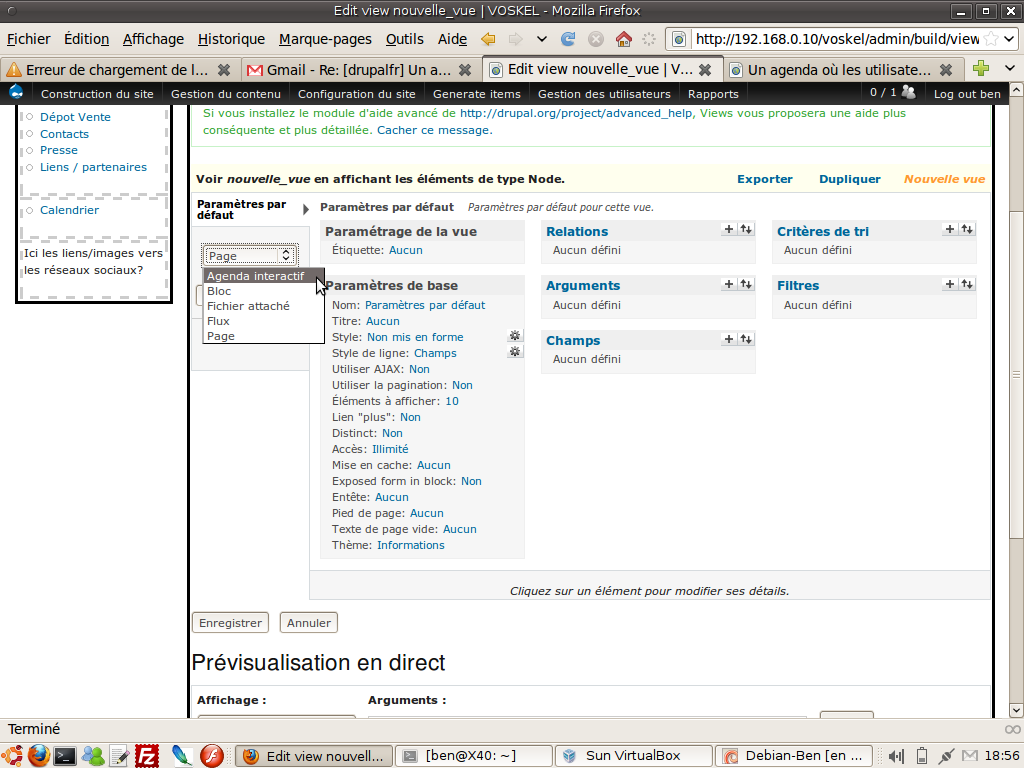 Edit view nouvelle_vue | VOSKEL - Mozilla Firefox
Fichier Édition Affichage Historique Marque-pages Outils Aide http://192.168.0.10/voskel/admin/build/view
Erreur de chargement de l... Gmail - Re: [drupalfr] Un a... Edit view nouvelle_vue | V... Un agenda où les utilisate...
Construction du site Gestion du contenu Configuration du site Generate items Gestion des utilisateurs Rapports 0 / 1 Log out ben
Dépot Vente
Contacts
Presse
Liens / partenaires
Calendrier
Ici les liens/images vers
les réseaux sociaux?
Si vous installez le module d'aide avancé de http://drupal.org/project/advanced_help, Views vous proposera une aide plus
conséquente et plus détaillée. Cacher ce message.
Voir nouvelle_vue en affichant les éléments de type Node. Exporter Dupliquer Nouvelle vue
Paramètres par
défaut
Page
Agenda interactif
Bloc
Fichier attaché
Flux
Page
Paramètres par défaut Paramètres par défaut pour cette vue.
Paramétrage de la vue
Étiquette: Aucun
Paramètres de base
Nom: Paramètres par défaut
Titre: Aucun
Style: Non mis en forme
Style de ligne: Champs
Utiliser AJAX: Non
Utiliser la pagination: Non
Éléments à afficher: 10
Lien "plus": Non
Distinct: Non
Accès: Illimité
Mise en cache: Aucun
Exposed form in block: Non
Entête: Aucun
Pied de page: Aucun
Texte de page vide: Aucun
Thème: Informations
Relations
Aucun défini
Arguments
Aucun défini
Champs
Aucun défini
Critères de tri
Aucun défini
Filtres
Aucun défini
Cliquez sur un élément pour modifier ses détails.
Enregistrer Annuler
Prévisualisation en direct
Affichage : Arguments :
Terminé
Edit view nouvell... [ben@X40: ~] Sun VirtualBox Debian-Ben [en ... 18:56